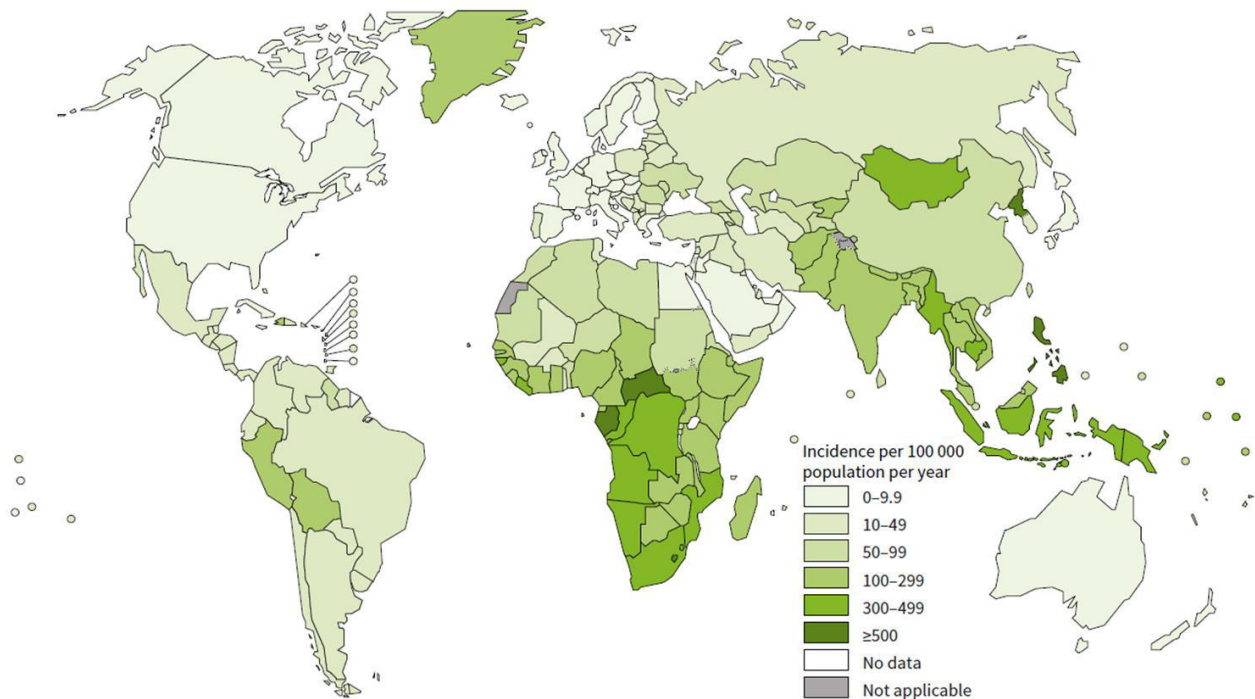 Incidence per 100 000
population per year
0–9.9
10–49
50–99
100–299
300–499
≥500
No data
Not applicable